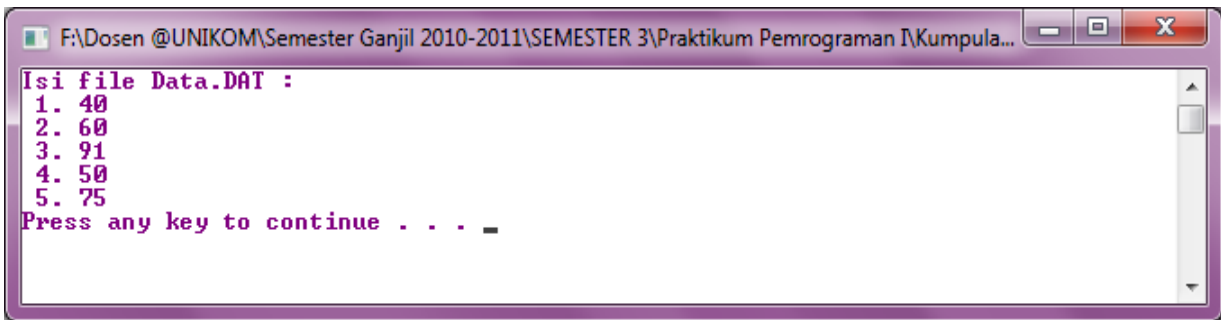 F:\Dosen @UNIKOM\Semester Ganjil 2010-2011\SEMESTER 3\Praktikum Pemrograman I\Kumpula...
Isi file Data.DAT :
1. 40
2. 60
3. 91
4. 50
5. 75
Press any key to continue . . . _